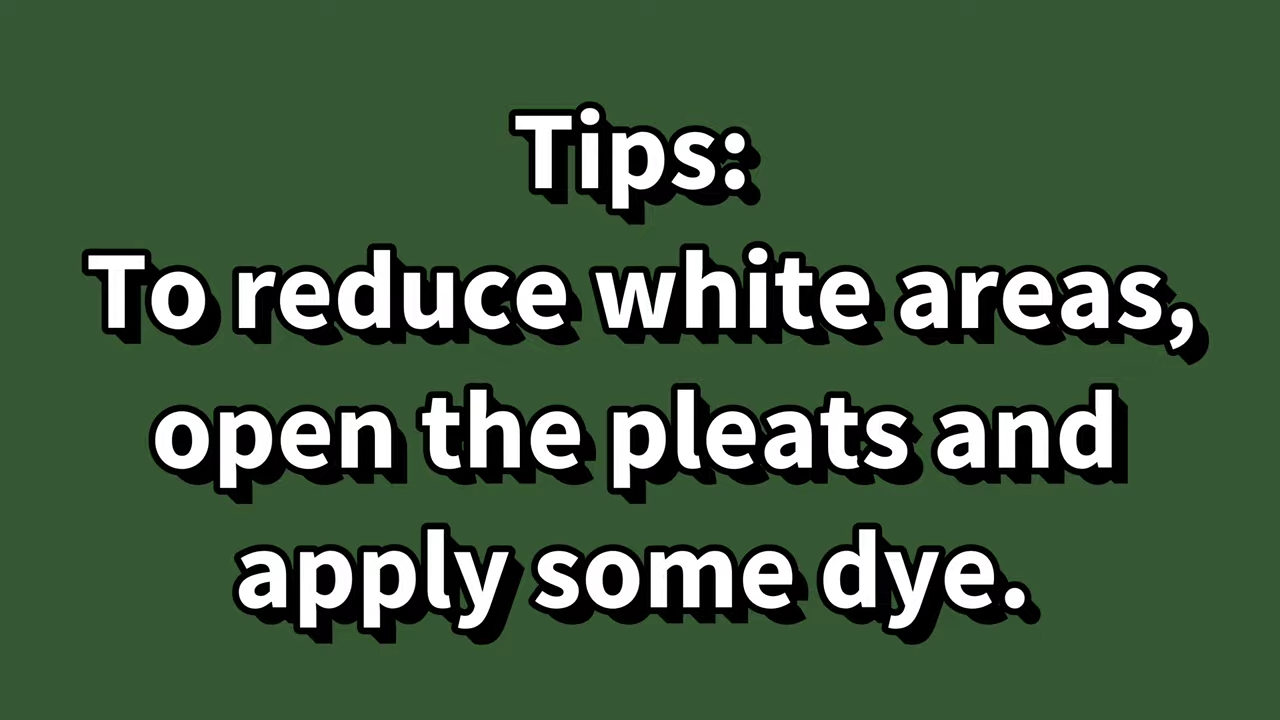 Tips:
To reduce white areas,
open the pleats and
apply some dye.